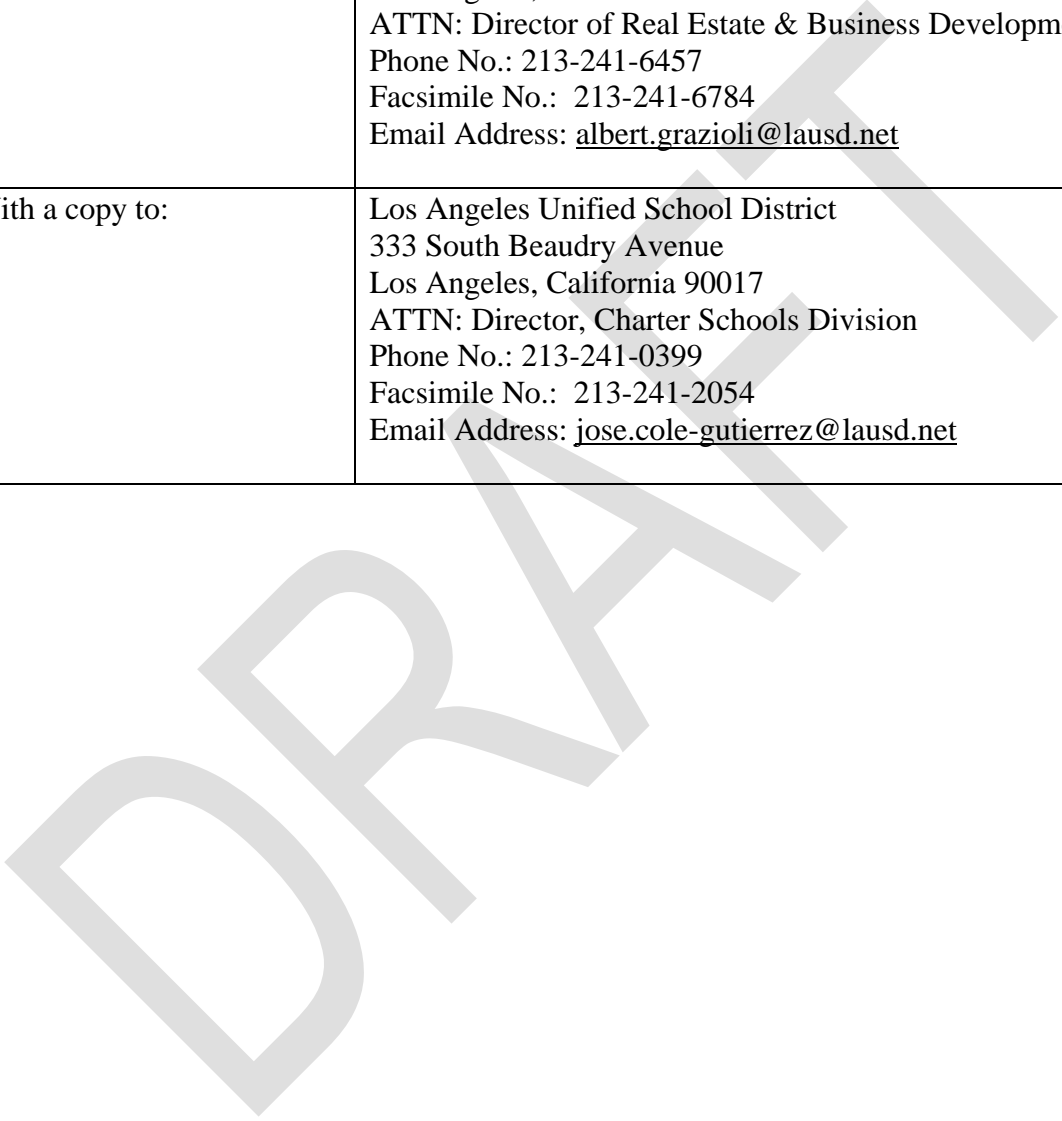 ATTN: Director of Real Estate & Business Developm
Phone No.: 213-241-6457
Facsimile No.:  213-241-6784
Email Address: albert.grazioli@lausd.net
ith a copy to:
Los Angeles Unified School District
333 South Beaudry Avenue
Los Angeles, California 90017
ATTN: Director, Charter Schools Division
Phone No.: 213-241-0399
Facsimile No.:  213-241-2054
Email Address: jose.cole-gutierrez@lausd.net
DRAFT